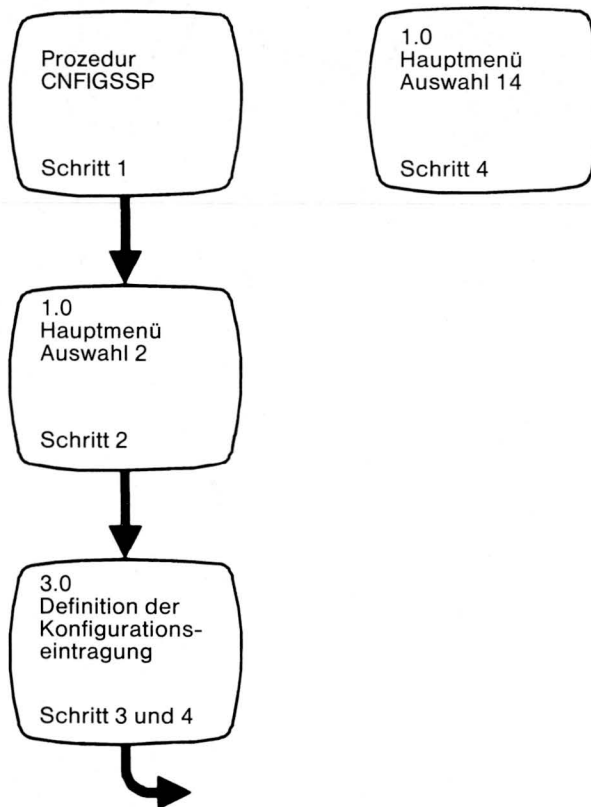 Prozedur
CNFIGSSP
Schritt 1
1.0
Hauptmenü
Auswahl 2
Schritt 2
3.0
Definition der
Konfigurations-
eintragung
Schritt 3 und 4
1.0
Hauptmenü
Auswahl 14
Schritt 4